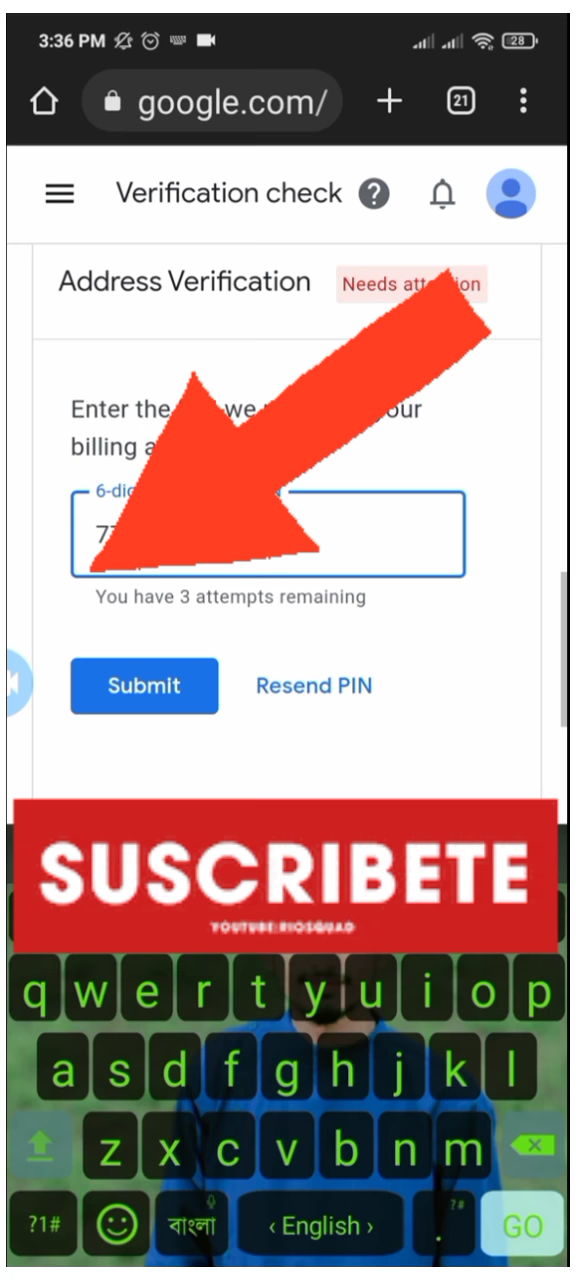 3:36 PM
28
google.com/
21
Verification check
Address Verification
Needs attention
Enter the we our
billing
6-dig
You have 3 attempts remaining
Submit
Resend PIN
SUSCRIBETE
YOUTUBE:RIOSQUAD
q w e r t y u i o p
a s d f g h j k l
z x c v b n m
?1# বাংলা ‹ English › . ?# GO